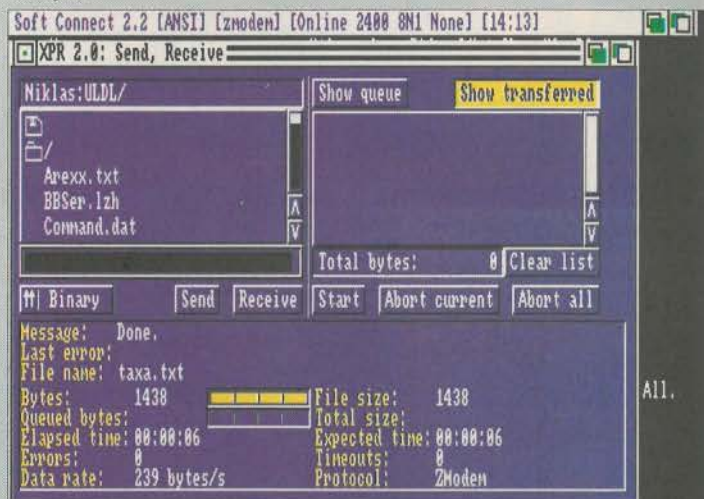 Soft Connect 2.2 [ANSI] [zmodem] [Online 2400 8N1 None] [14:13]
XPR 2.0: Send, Receive
Niklas:ULDL/
Show queue
Show transferred
/
Arexx.txt
BBSer.lzh
Command.dat
Total bytes: 0
Clear list
Binary
Send
Receive
Start
Abort current
Abort all
Message: Done.
Last error:
File name: taxa.txt
Bytes: 1438
File size: 1438
Queued bytes:
Total size:
Elapsed time: 00:00:06
Expected time: 00:00:06
Errors: 0
Timeouts: 0
Data rate: 239 bytes/s
Protocol: ZModem
All.